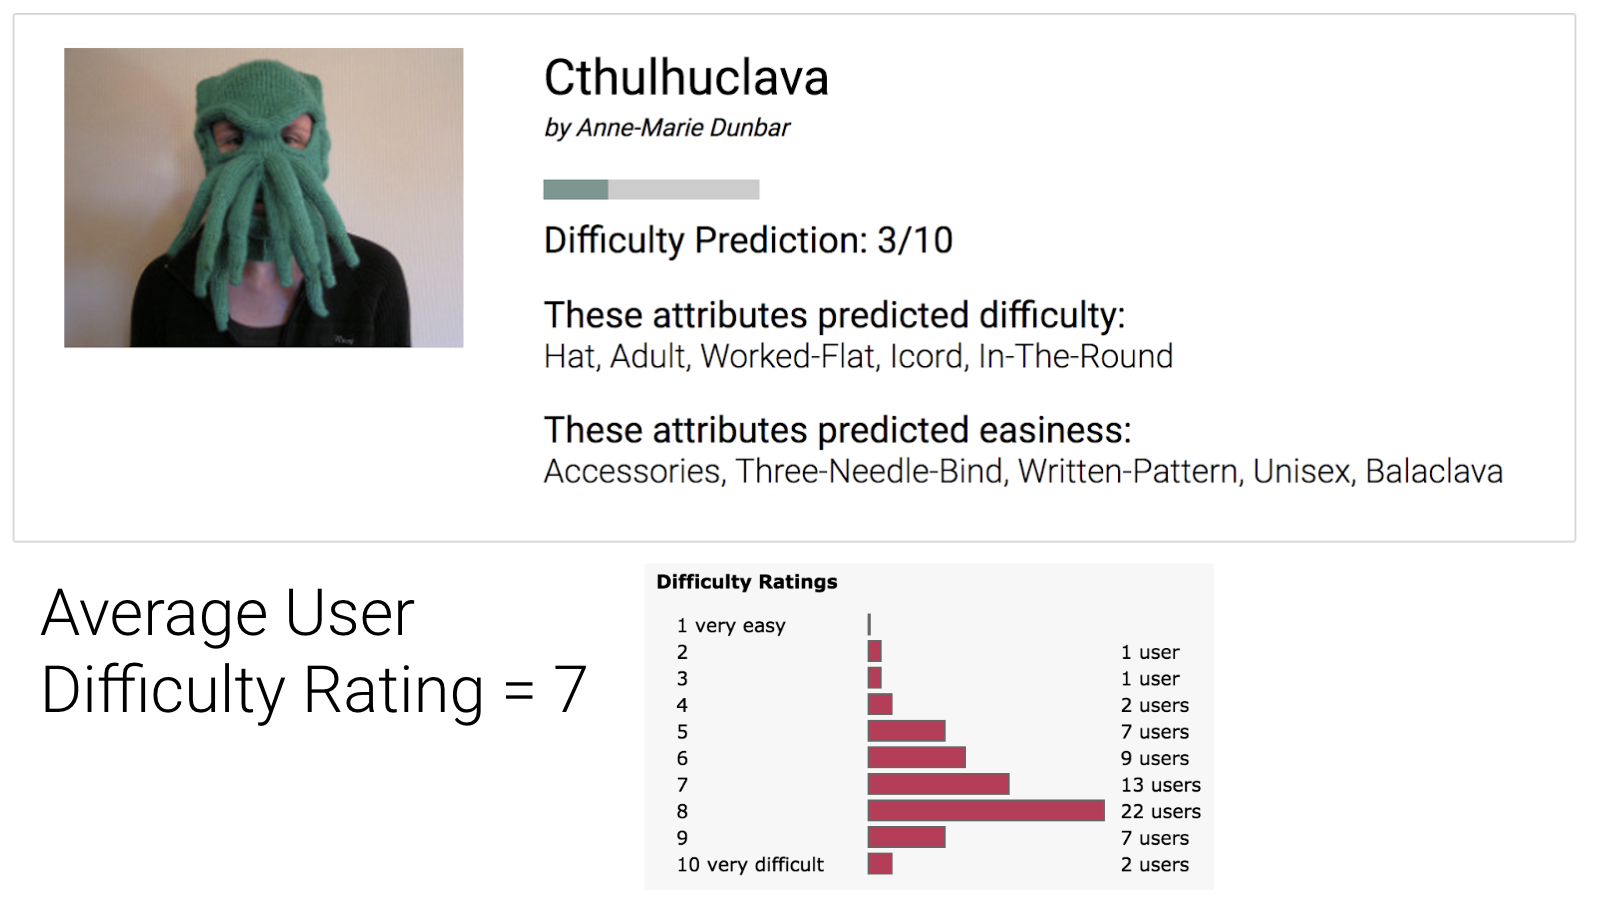 Cthulhuclava
by Anne-Marie Dunbar
Difficulty Prediction: 3/10
These attributes predicted difficulty:
Hat, Adult, Worked-Flat, Icord, In-The-Round
These attributes predicted easiness:
Accessories, Three-Needle-Bind, Written-Pattern, Unisex, Balaclava
Average User
Difficulty Rating = 7
Difficulty Ratings
1 very easy
2 1 user
3 1 user
4 2 users
5 7 users
6 9 users
7 13 users
8 22 users
9 7 users
10 very difficult 2 users